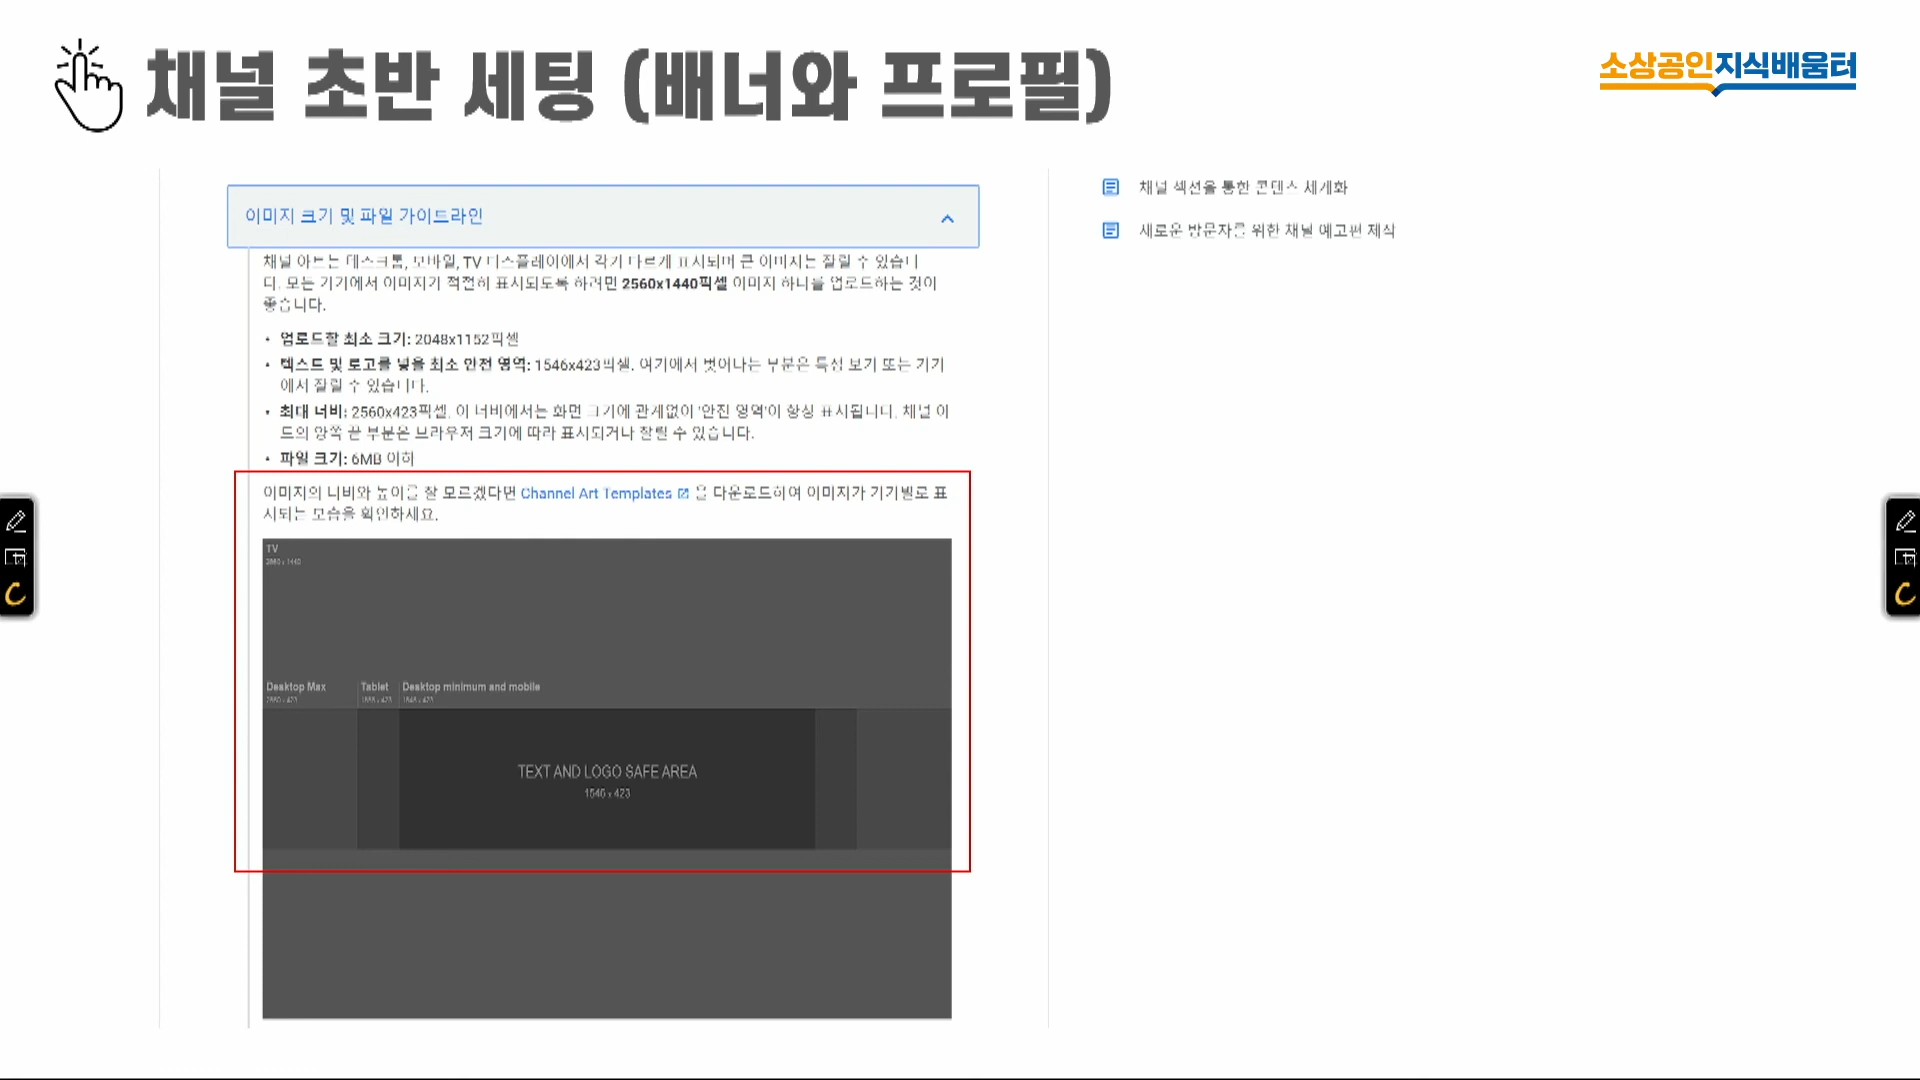 채널 초반 세팅 (배너와 프로필)
소상공인지식배움터
이미지 크기 및 파일 가이드라인
채널 아트는 데스크톱, 모바일, TV 디스플레이에서 각기 다르게 표시되며 큰 이미지는 잘릴 수 있습니
다. 모든 기기에서 이미지가 적절히 표시되도록 하려면 2560x1440픽셀 이미지 하나를 업로드하는 것이
좋습니다.
• 업로드할 최소 크기: 2048x1152픽셀
• 텍스트 및 로고를 넣을 최소 안전 영역: 1546x423픽셀. 여기에서 벗어나는 부분은 특정 보기 또는 기기
에서 잘릴 수 있습니다.
• 최대 너비: 2560x423픽셀. 이 너비에서는 화면 크기에 관계없이 '안전 영역'이 항상 표시됩니다. 채널 아
트의 양쪽 끝 부분은 브라우저 크기에 따라 표시되거나 잘릴 수 있습니다.
• 파일 크기: 6MB 이하
이미지의 너비와 높이를 잘 모르겠다면 Channel Art Templates 을 다운로드하여 이미지가 기기별로 표
시되는 모습을 확인하세요.
TV
2560 x 1440
Desktop Max
2560 x 423
Tablet
1855 x 423
Desktop minimum and mobile
1546 x 423
TEXT AND LOGO SAFE AREA
1546 x 423
채널 섹션을 통한 콘텐츠 체계화
새로운 방문자를 위한 채널 예고편 제작